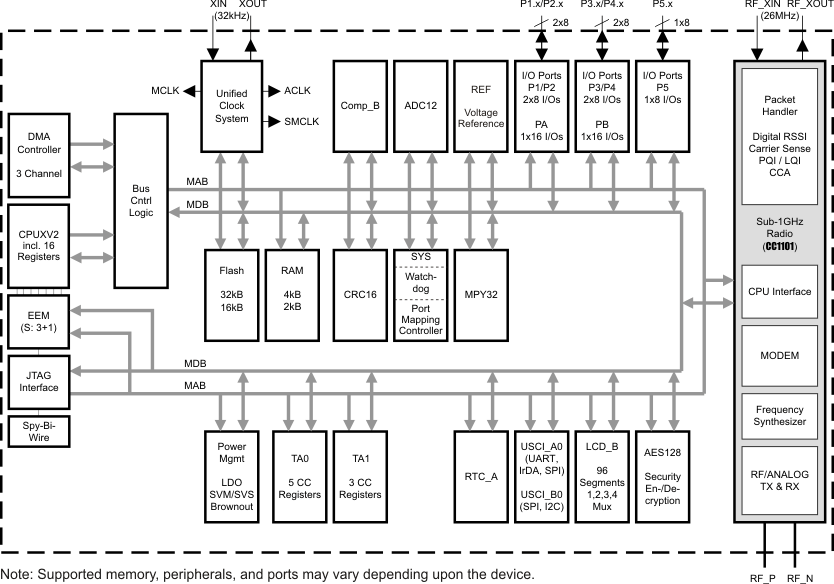 XIN XOUT
(32kHz)
P1.x/P2.x
2x8
P3.x/P4.x
2x8
P5.x
1x8
RF_XIN RF_XOUT
(26MHz)
MCLK
Unified
Clock
System
ACLK
SMCLK
Comp_B
ADC12
REF
Voltage
Reference
I/O Ports
P1/P2
2x8 I/Os
PA
1x16 I/Os
I/O Ports
P3/P4
2x8 I/Os
PB
1x16 I/Os
I/O Ports
P5
1x8 I/Os
Packet
Handler
Digital RSSI
Carrier Sense
PQI / LQI
CCA
Sub-1GHz
Radio
(CC1101)
CPU Interface
MODEM
Frequency
Synthesizer
RF/ANALOG
TX & RX
DMA
Controller
3 Channel
Bus
Cntrl
Logic
MAB
MDB
CPUXV2
incl. 16
Registers
EEM
(S: 3+1)
JTAG
Interface
Spy-Bi-
Wire
Flash
32kB
16kB
RAM
4kB
2kB
CRC16
SYS
Watch-
dog
Port
Mapping
Controller
MPY32
MDB
MAB
Power
Mgmt
LDO
SVM/SVS
Brownout
TA0
5 CC
Registers
TA1
3 CC
Registers
RTC_A
USCI_A0
(UART,
IrDA, SPI)
USCI_B0
(SPI, I2C)
LCD_B
96
Segments
1,2,3,4
Mux
AES128
Security
En-/De-
cryption
RF_P RF_N
Note: Supported memory, peripherals, and ports may vary depending upon the device.